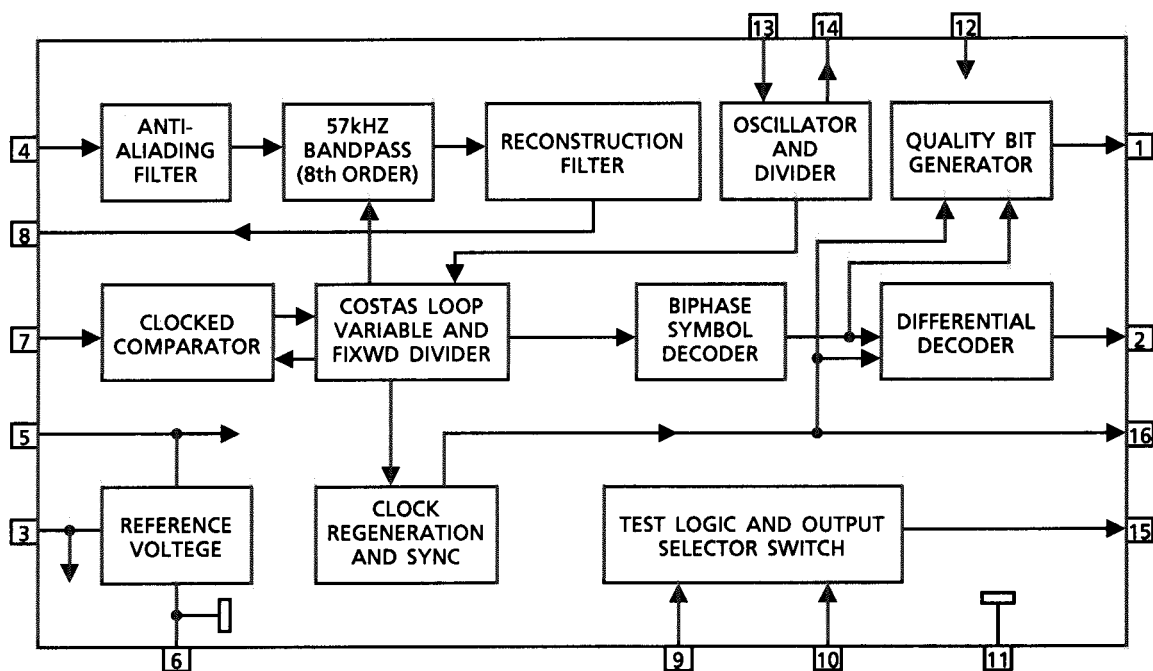 13
14
12
4
ANTI-
ALIADING
FILTER
57kHZ
BANDPASS
(8th ORDER)
RECONSTRUCTION
FILTER
OSCILLATOR
AND
DIVIDER
QUALITY BIT
GENERATOR
1
8
7
CLOCKED
COMPARATOR
COSTAS LOOP
VARIABLE AND
FIXWD DIVIDER
BIPHASE
SYMBOL
DECODER
DIFFERENTIAL
DECODER
2
5
16
3
REFERENCE
VOLTEGE
CLOCK
REGENERATION
AND SYNC
TEST LOGIC AND OUTPUT
SELECTOR SWITCH
15
6
9
10
11